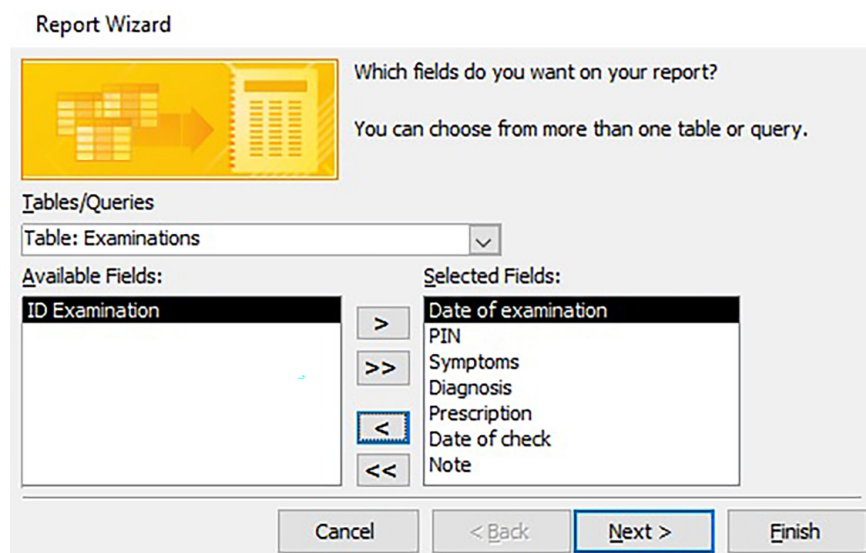 Report Wizard
Which fields do you want on your report?
You can choose from more than one table or query.
Tables/Queries
Table: Examinations
Available Fields:
Selected Fields:
ID Examination
>
>>
<
<<
Date of examination
PIN
Symptoms
Diagnosis
Prescription
Date of check
Note
Cancel
< Back
Next >
Finish